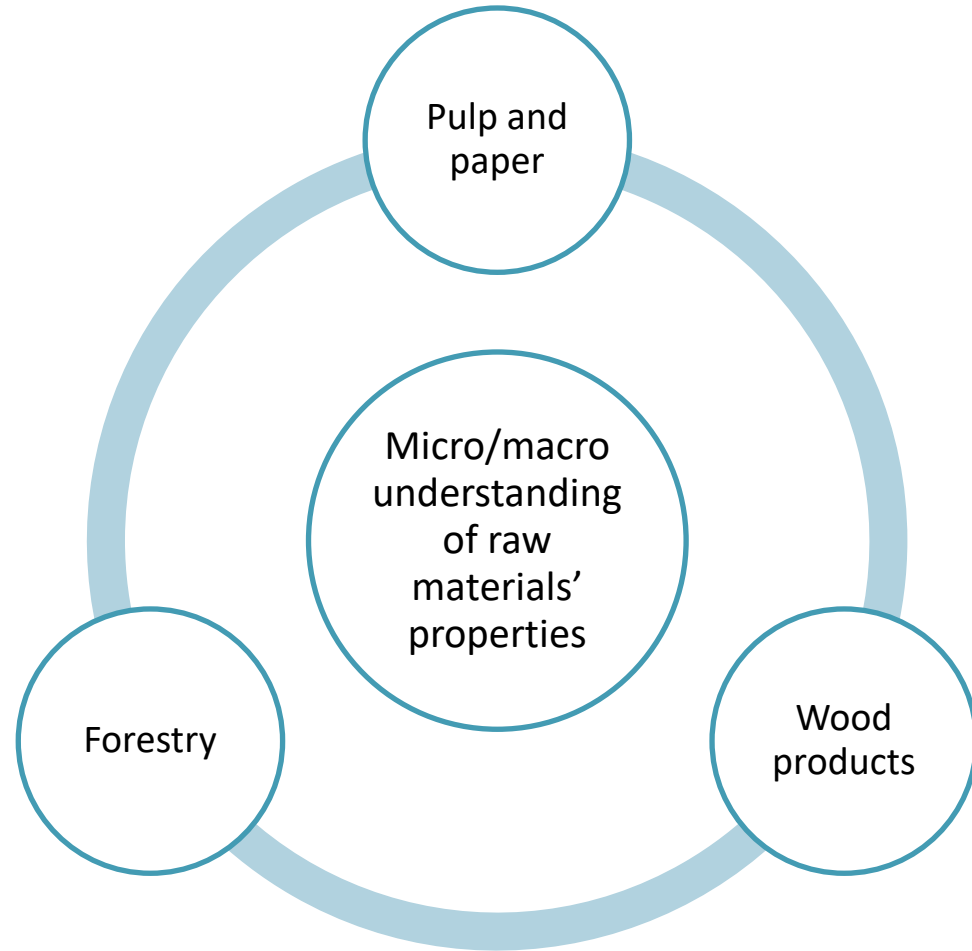 Pulp and
paper
Micro/macro
understanding
of raw
materials’
properties
Forestry
Wood
products